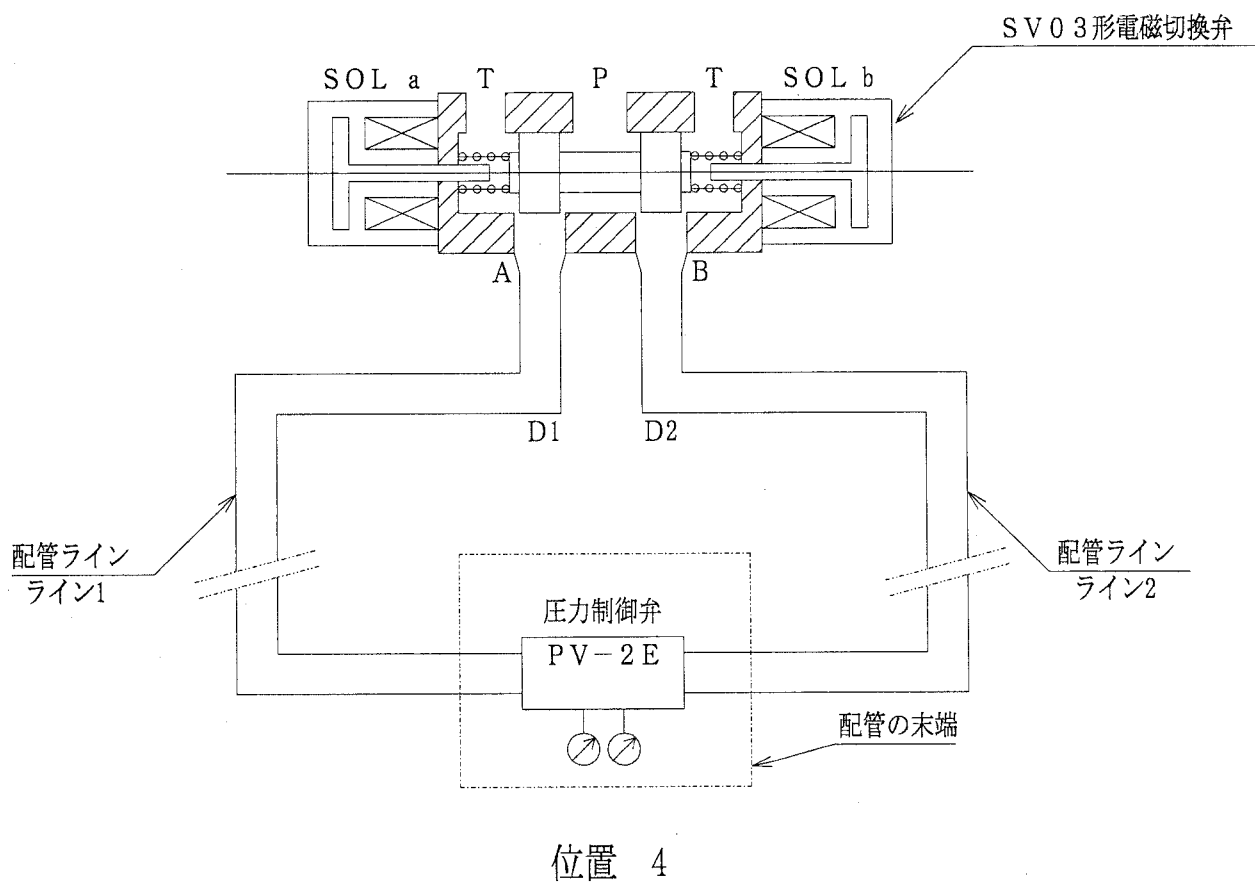 SV03形電磁切換弁
SOL a
T
P
T
SOL b
A
B
D1
D2
配管ライン
ライン1
配管ライン
ライン2
圧力制御弁
PV-2E
配管の末端
位置 4